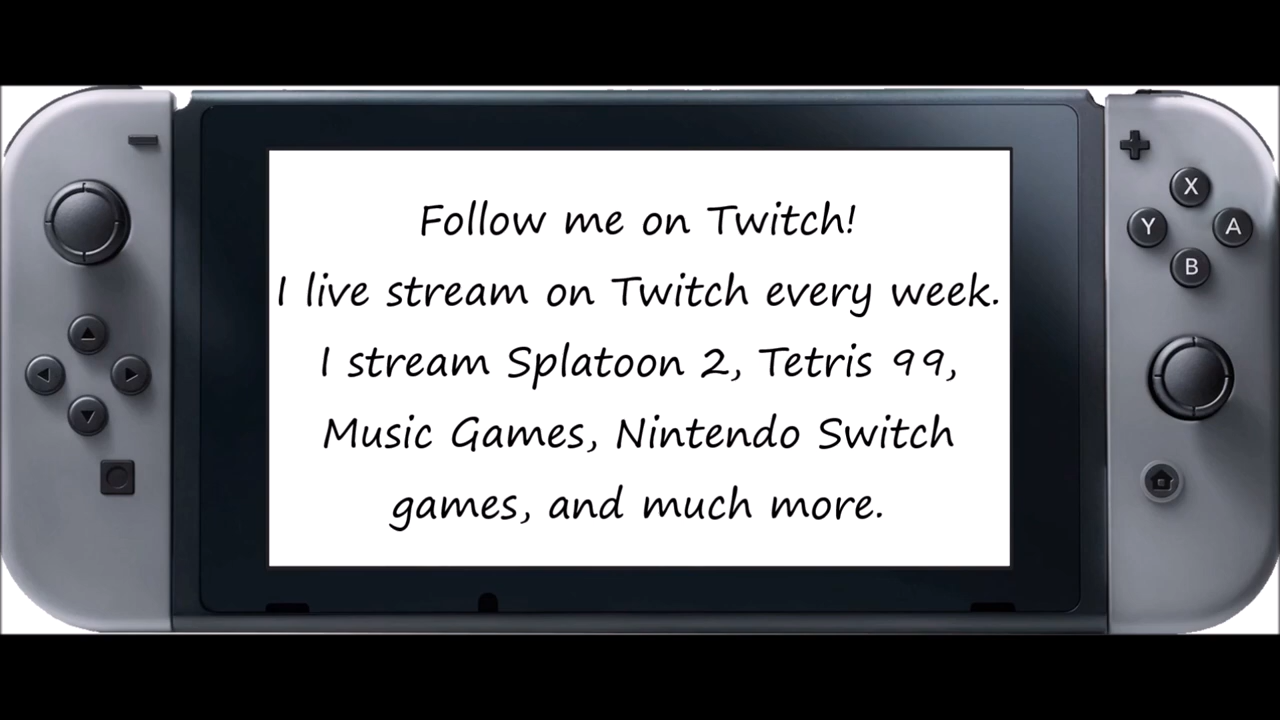 Follow me on Twitch!
I live stream on Twitch every week.
I stream Splatoon 2, Tetris 99,
Music Games, Nintendo Switch
games, and much more.
X
Y A
B